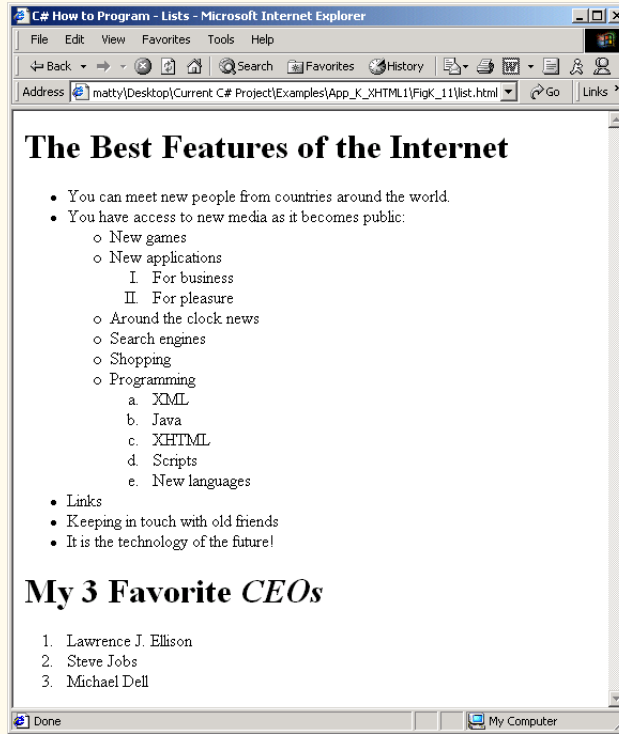 C# How to Program - Lists - Microsoft Internet Explorer
File Edit View Favorites Tools Help
Back Search Favorites History
Address matty\Desktop\Current C# Project\Examples\App_K_XHTML1\FigK_11\list.html Go Links
The Best Features of the Internet
• You can meet new people from countries around the world.
• You have access to new media as it becomes public:
o New games
o New applications
I. For business
II. For pleasure
o Around the clock news
o Search engines
o Shopping
o Programming
a. XML
b. Java
c. XHTML
d. Scripts
e. New languages
• Links
• Keeping in touch with old friends
• It is the technology of the future!
My 3 Favorite CEOs
1. Lawrence J. Ellison
2. Steve Jobs
3. Michael Dell
Done My Computer